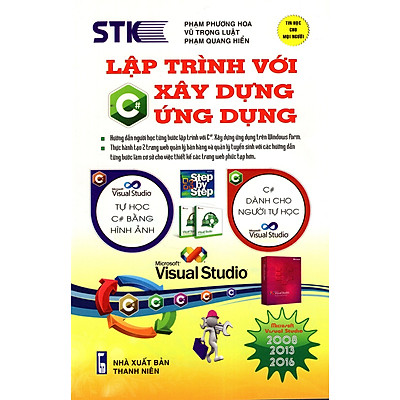 STK
PHẠM PHƯƠNG HOA
VŨ TRỌNG LUẬT
PHẠM QUANG HIỂN
TIN HỌC
CHO
MỌI NGƯỜI
LẬP TRÌNH VỚI
C# XÂY DỰNG
ỨNG DỤNG
Hướng dẫn người học từng bước lập trình với C#. Xây dựng ứng dụng trên Windows Form.
Thực hành tạo 2 trang web quản lý bán hàng và quản lý tuyển sinh với các hướng dẫn
từng bước làm cơ sở cho việc thiết kế các trang web phức tạp hơn.
Visual Studio
TỰ HỌC
C# BẰNG
HÌNH ẢNH
Step
by
Step
C#
DÀNH CHO
NGƯỜI TỰ HỌC
Visual Studio
Microsoft
Visual Studio
Microsoft
Visual Studio
2008
2013
2016
NHÀ XUẤT BẢN
THANH NIÊN